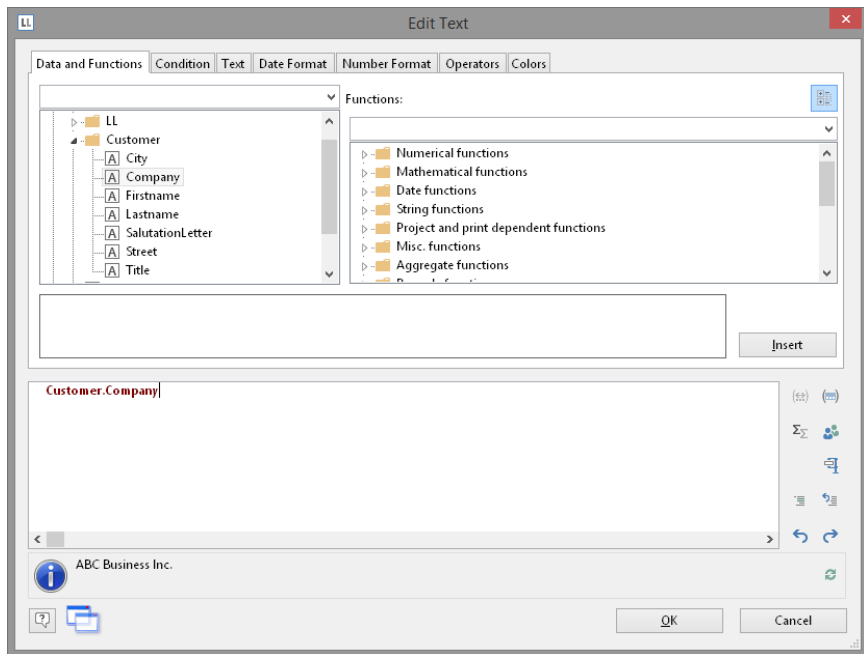 LL
Edit Text
Data and Functions Condition Text Date Format Number Format Operators Colors
Functions:
LL
Customer
A City
A Company
A Firstname
A Lastname
A SalutationLetter
A Street
A Title
Numerical functions
Mathematical functions
Date functions
String functions
Project and print dependent functions
Misc. functions
Aggregate functions
Insert
Customer.Company
ABC Business Inc.
OK
Cancel